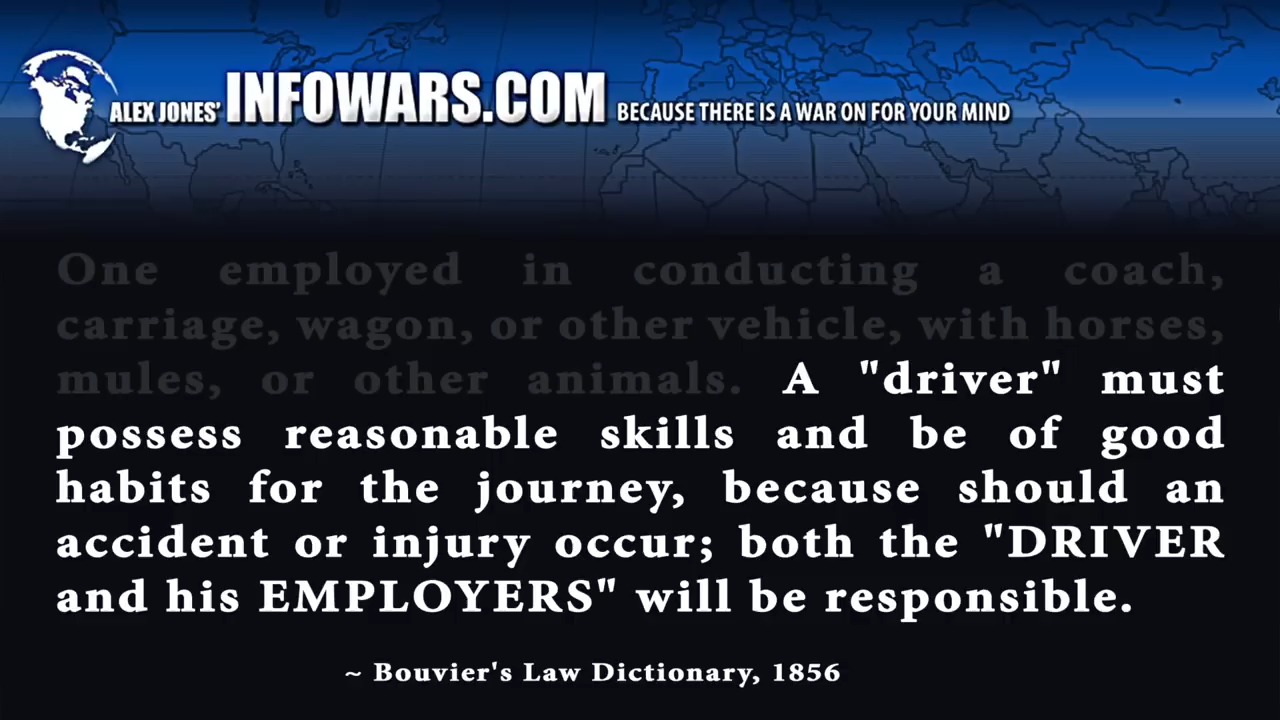 ALEX JONES' INFOWARS.COM BECAUSE THERE IS A WAR ON FOR YOUR MIND
One employed in conducting a coach,
carriage, wagon, or other vehicle, with horses,
mules, or other animals. A "driver" must
possess reasonable skills and be of good
habits for the journey, because should an
accident or injury occur; both the "DRIVER
and his EMPLOYERS" will be responsible.
~ Bouvier's Law Dictionary, 1856